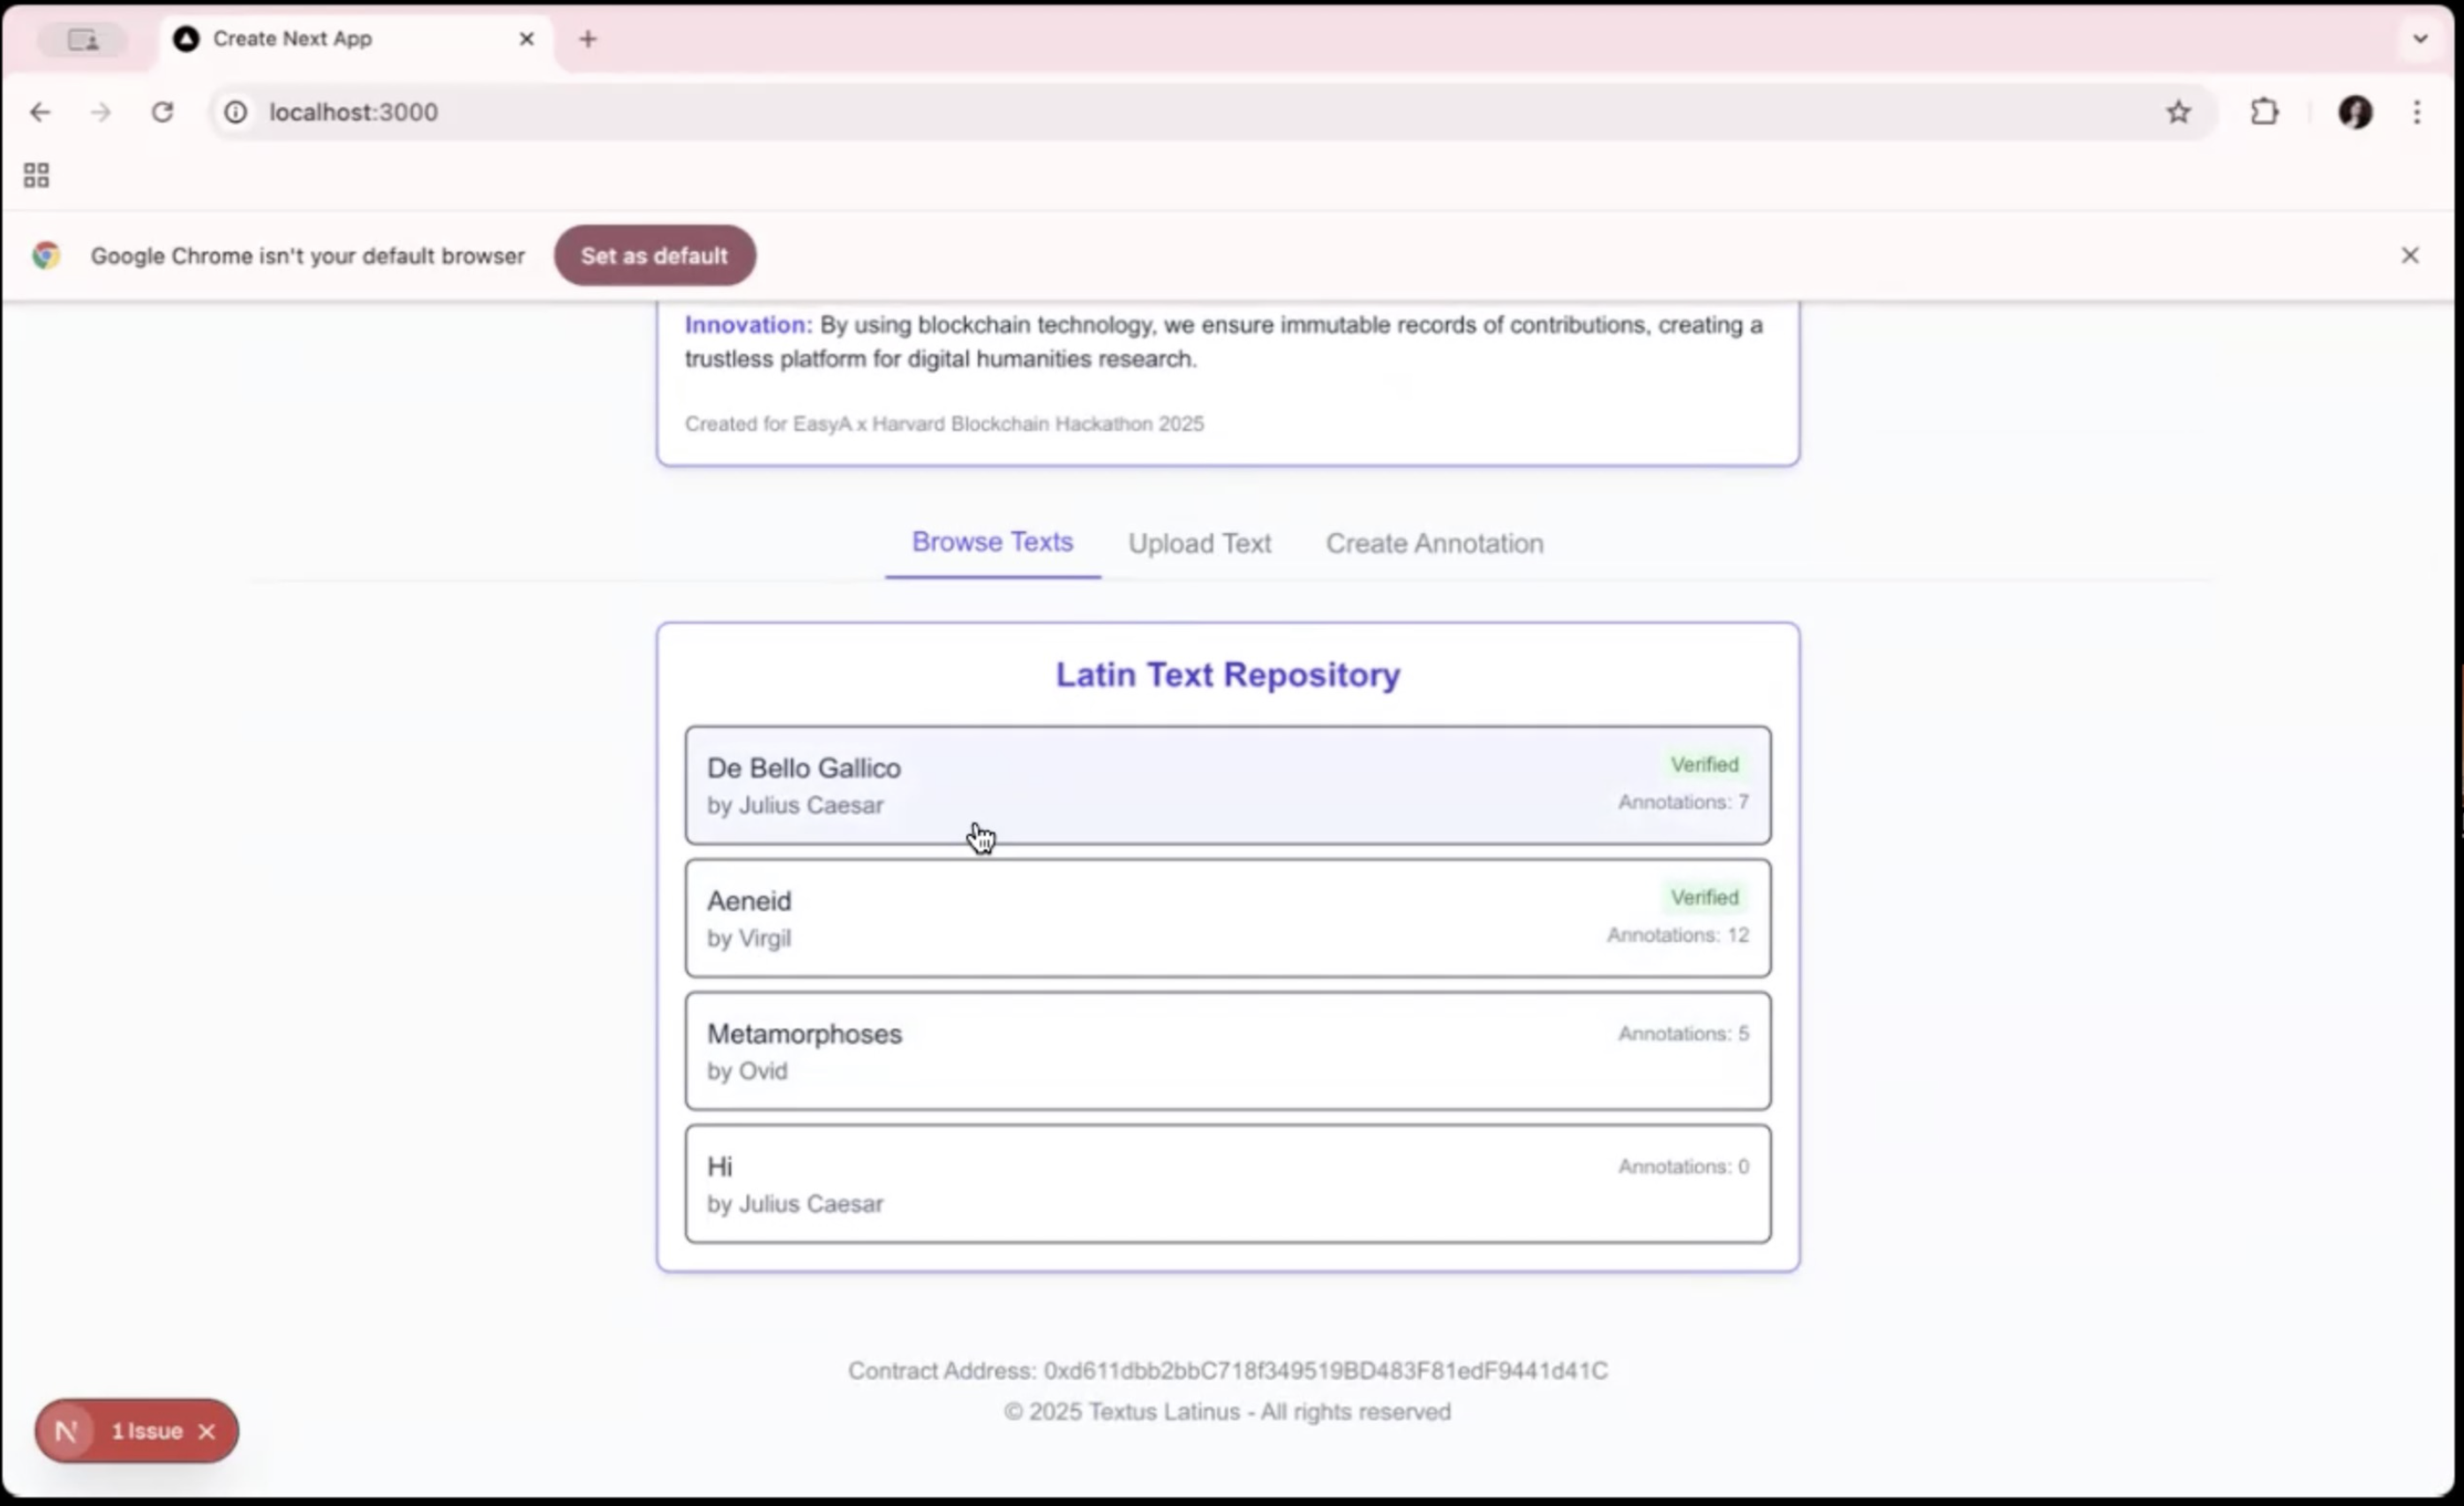 Create Next App
localhost:3000
Google Chrome isn't your default browser
Set as default
Innovation: By using blockchain technology, we ensure immutable records of contributions, creating a
trustless platform for digital humanities research.
Created for EasyA x Harvard Blockchain Hackathon 2025
Browse Texts
Upload Text
Create Annotation
Latin Text Repository
De Bello Gallico
Verified
by Julius Caesar
Annotations: 7
Aeneid
Verified
by Virgil
Annotations: 12
Metamorphoses
Annotations: 5
by Ovid
Hi
Annotations: 0
by Julius Caesar
Contract Address: 0xd611dbb2bbC718f349519BD483F81edF9441d41C
© 2025 Textus Latinus - All rights reserved
N
1 Issue